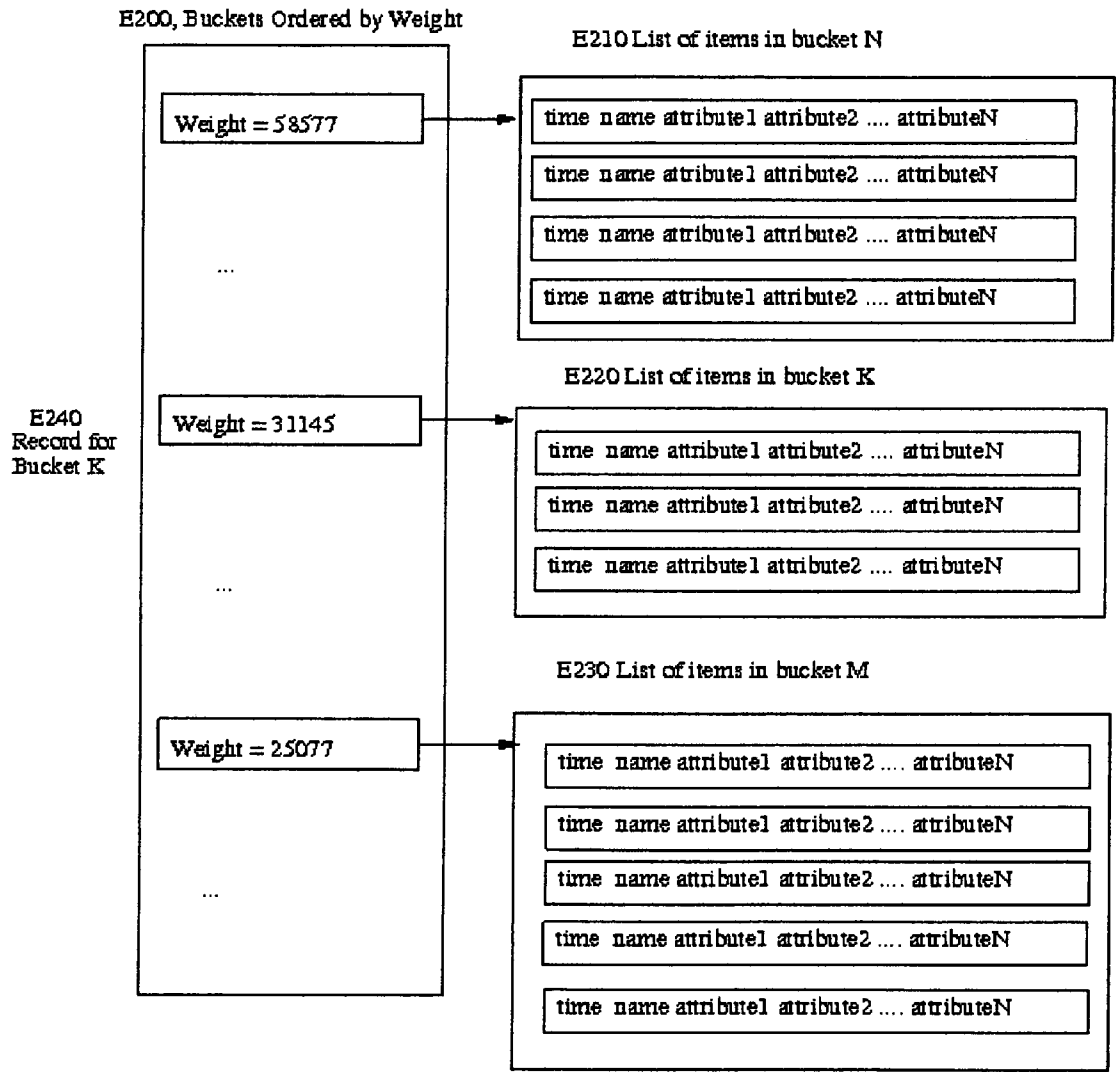 E200, Buckets Ordered by Weight
E210 List of items in bucket N
Weight = 58577
time name attribute1 attribute2 .... attributeN
time name attribute1 attribute2 .... attributeN
time name attribute1 attribute2 .... attributeN
...
time name attribute1 attribute2 .... attributeN
E220 List of items in bucket K
E240
Record for
Bucket K
Weight = 31145
time name attribute1 attribute2 .... attributeN
time name attribute1 attribute2 .... attributeN
time name attribute1 attribute2 .... attributeN
...
E230 List of items in bucket M
Weight = 25077
time name attribute1 attribute2 .... attributeN
time name attribute1 attribute2 .... attributeN
time name attribute1 attribute2 .... attributeN
...
time name attribute1 attribute2 .... attributeN
time name attribute1 attribute2 .... attributeN